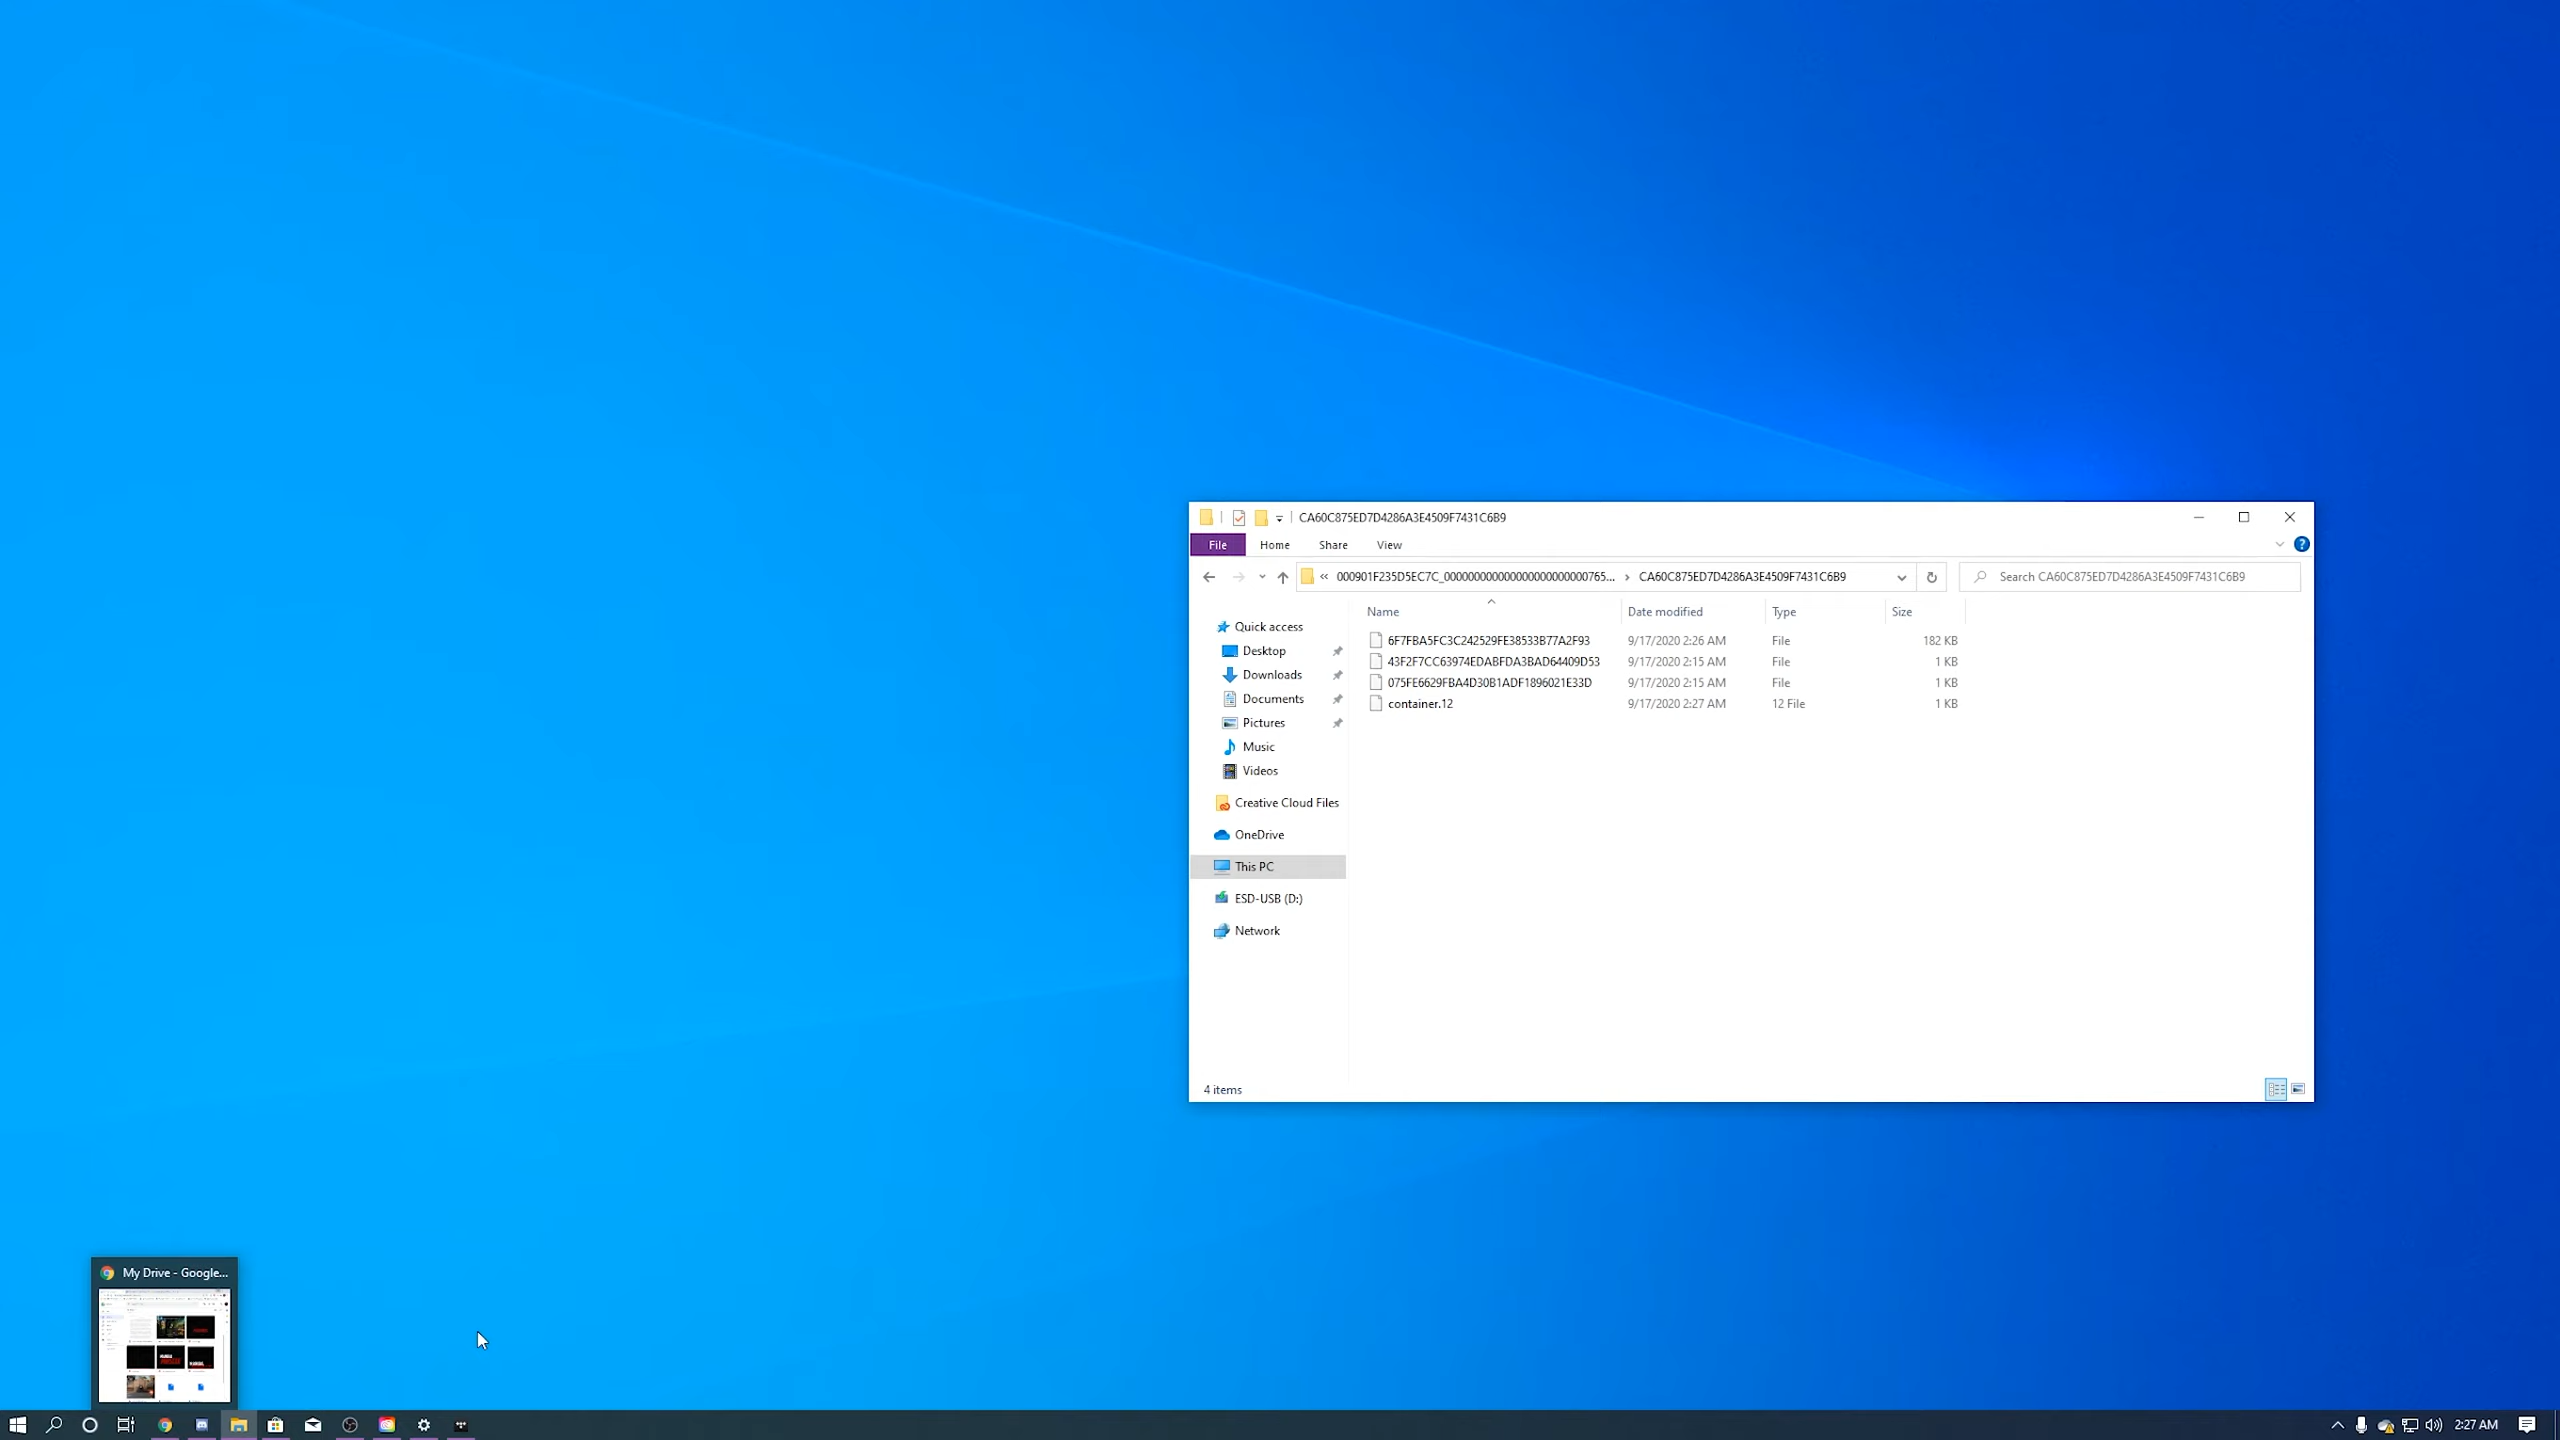 CA60C875ED7D4286A3E4509F7431C6B9
File Home Share View
« 000901F235D5EC7C_000000000000000000000000765... › CA60C875ED7D4286A3E4509F7431C6B9
Search CA60C875ED7D4286A3E4509F7431C6B9
Name Date modified Type Size
6F7FBA5FC3C242529FE38533B77A2F93 9/17/2020 2:26 AM File 182 KB
43F2F7CC63974EDABFDA3BAD64409D53 9/17/2020 2:15 AM File 1 KB
075FE6629FBA4D30B1ADF1896021E33D 9/17/2020 2:15 AM File 1 KB
container.12 9/17/2020 2:27 AM 12 File 1 KB
Quick access
Desktop
Downloads
Documents
Pictures
Music
Videos
Creative Cloud Files
OneDrive
This PC
ESD-USB (D:)
Network
4 items
My Drive - Google...
2:27 AM